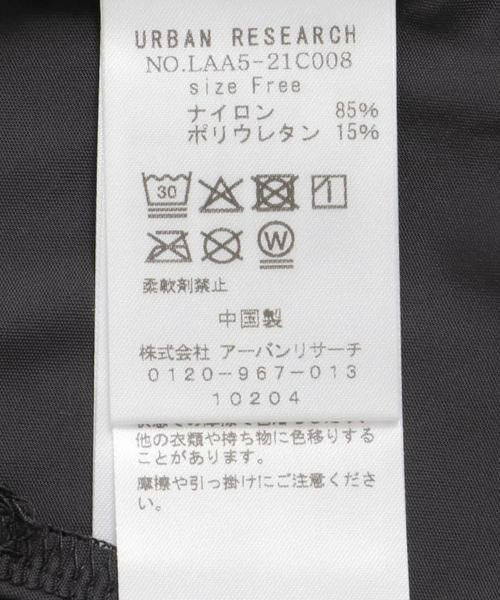 URBAN RESEARCH
NO.LAA5-21C008
size Free
ナイロン 85%
ポリウレタン 15%
30
W
柔軟剤禁止
中国製
株式会社 アーバンリサーチ
0120-967-013
10204
他の衣類や持ち物に色移りする
ことがあります。
摩擦や引っ掛けにご注意くださ
い。